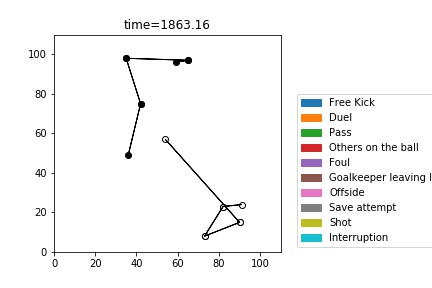 time=1863.16
100
80
60
40
20
0
0 20 40 60 80 100
Free Kick
Duel
Pass
Others on the ball
Foul
Goalkeeper leaving l
Offside
Save attempt
Shot
Interruption